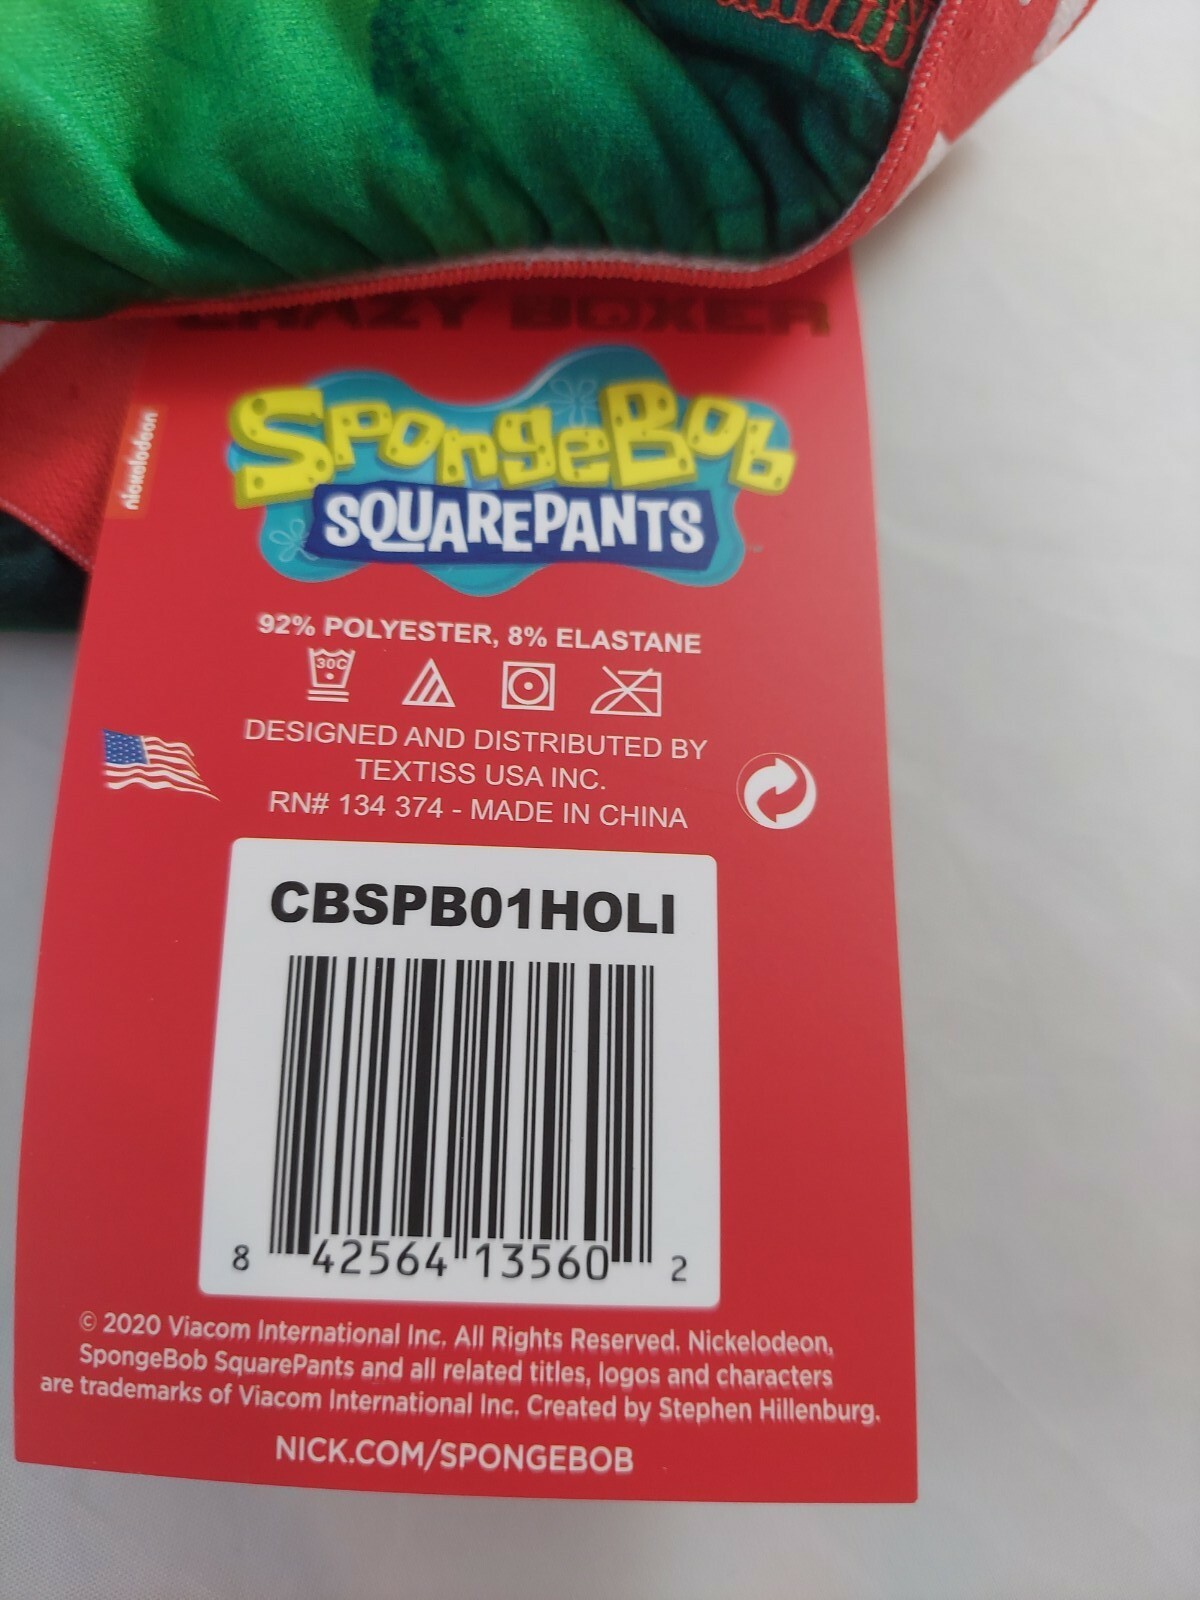 CRAZY BOXER
nickelodeon
SPONGEBOB
SQUAREPANTS
92% POLYESTER, 8% ELASTANE
30C
DESIGNED AND DISTRIBUTED BY
TEXTISS USA INC.
RN# 134 374 - MADE IN CHINA
CBSPB01HOLI
8 42564 13560 2
© 2020 Viacom International Inc. All Rights Reserved. Nickelodeon,
SpongeBob SquarePants and all related titles, logos and characters
are trademarks of Viacom International Inc. Created by Stephen Hillenburg.
NICK.COM/SPONGEBOB